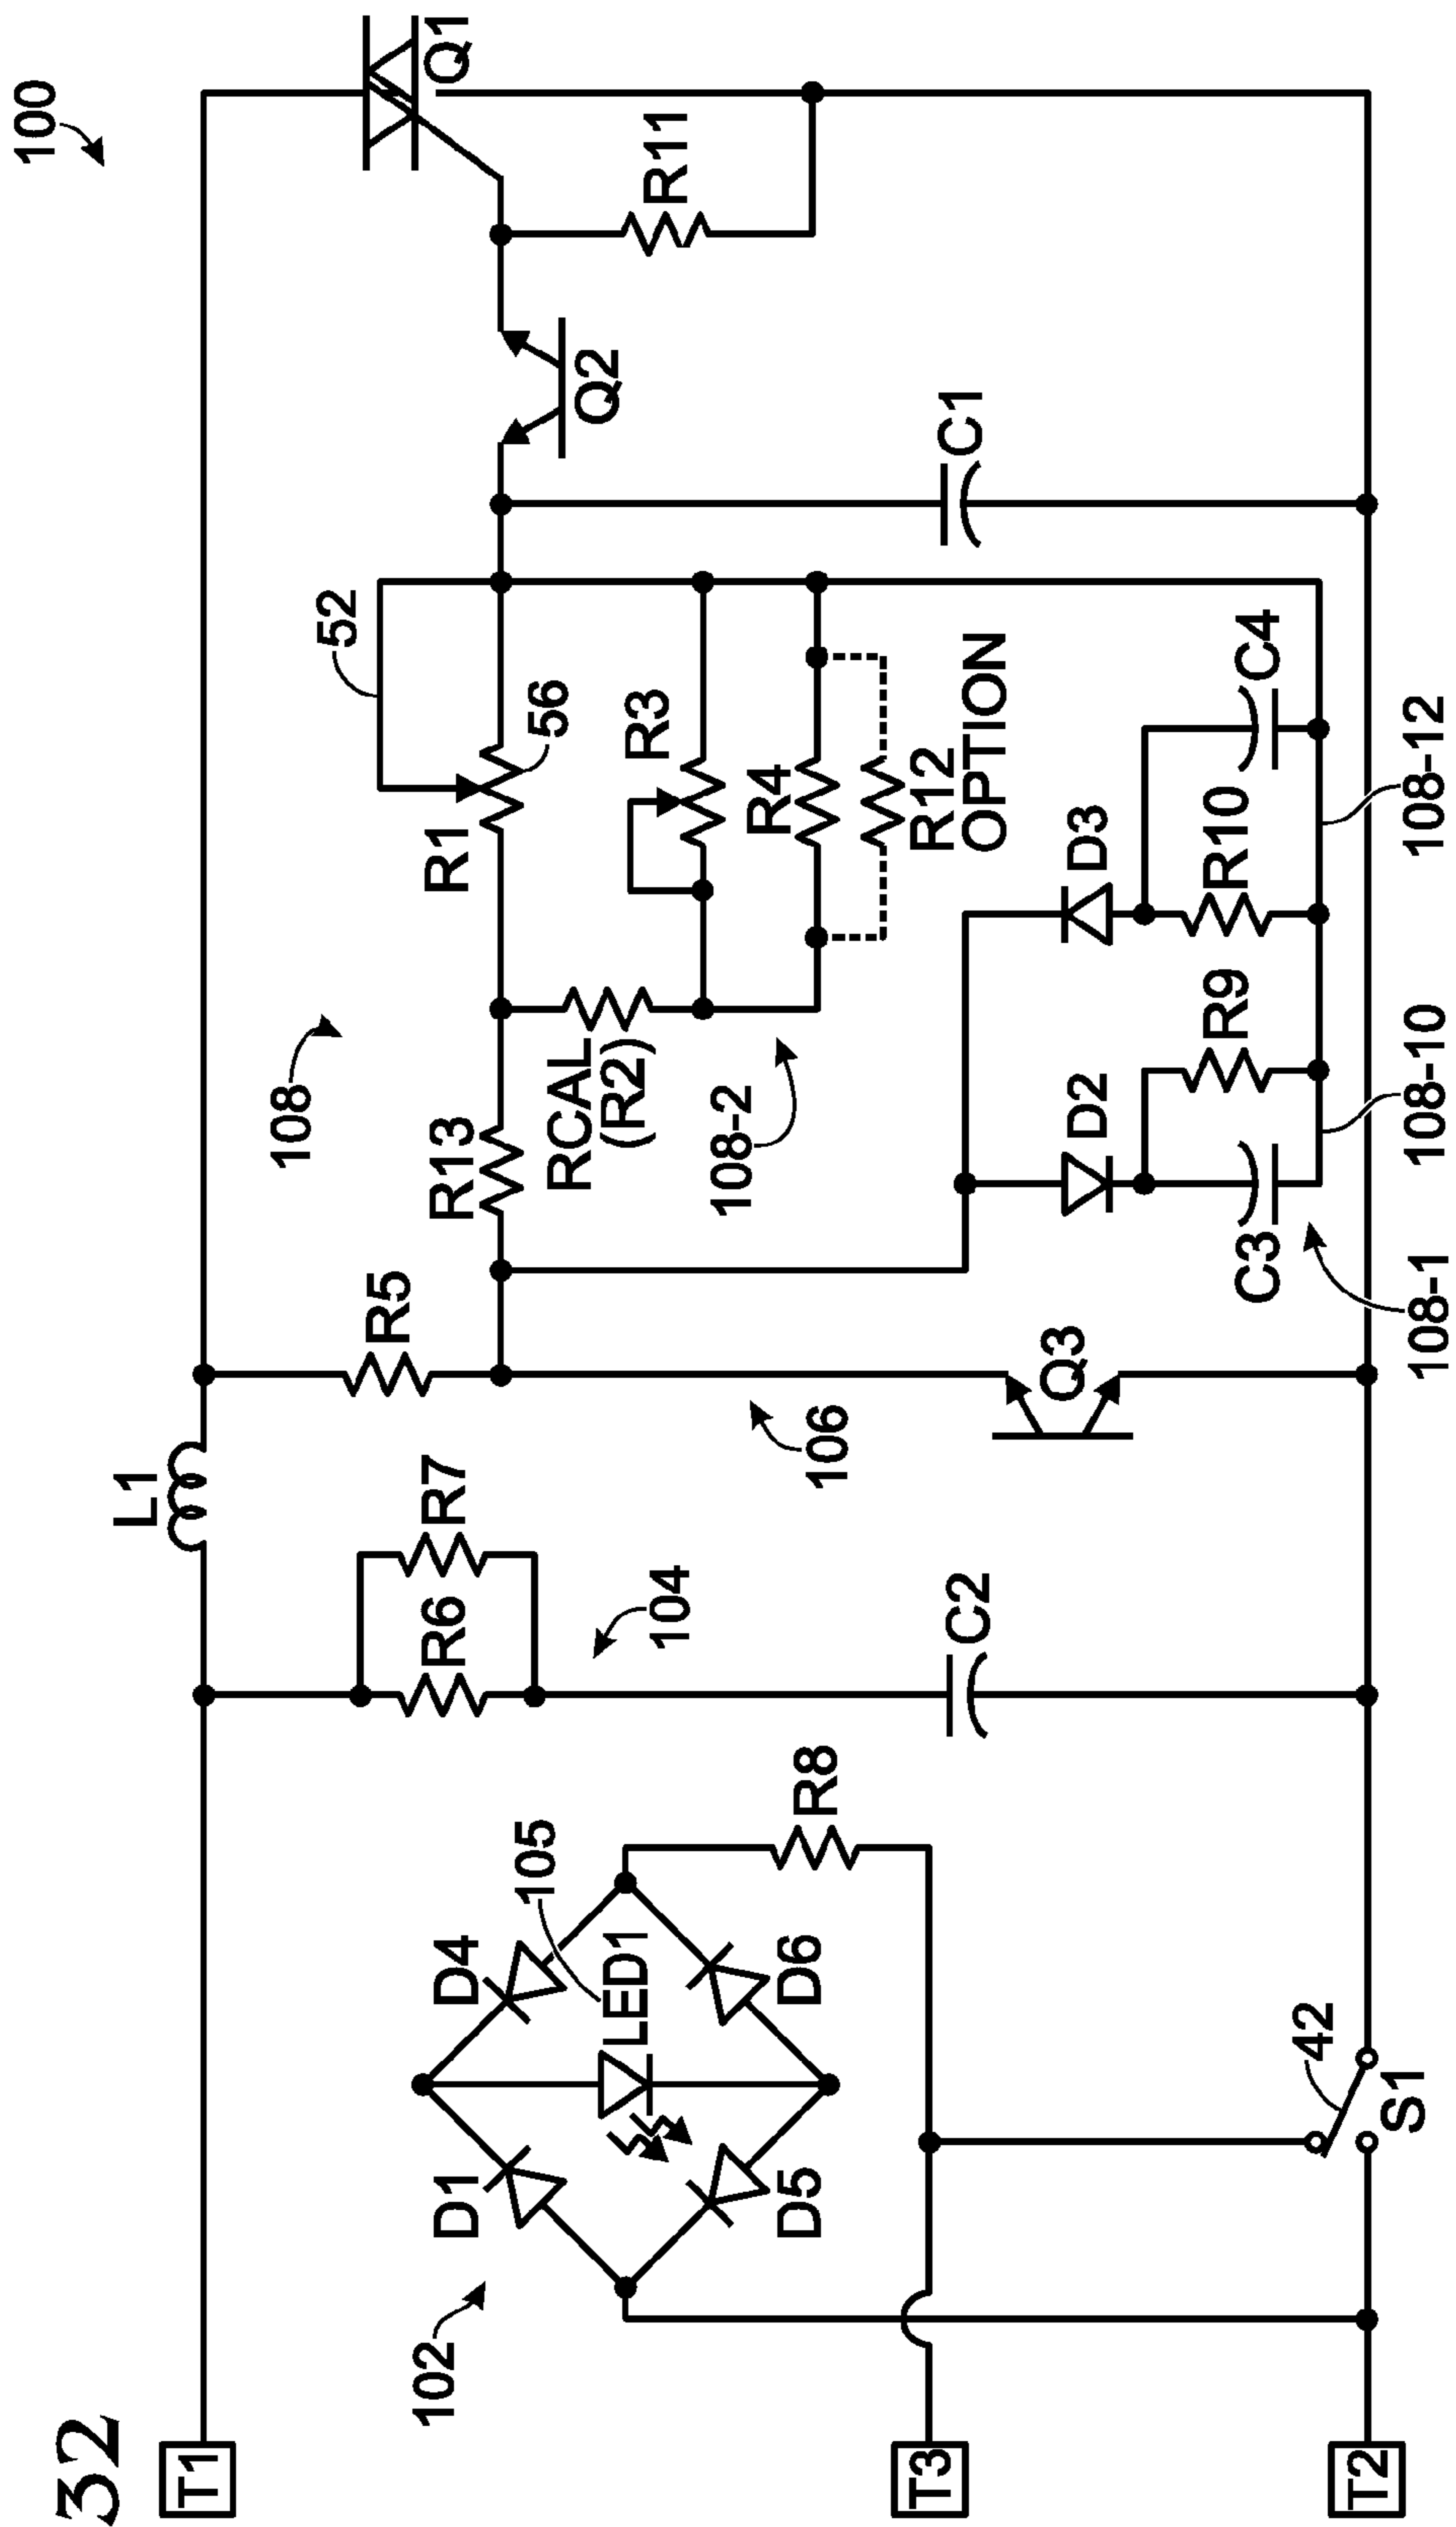 32
100
T1
L1
Q1
R5
108
52
R6
R7
R13
R1
56
Q2
R11
102
D1
D4
105
LED1
D5
D6
R8
104
106
RCAL
(R2)
R3
R4
R12
OPTION
108-2
C1
T3
C2
Q3
D2
D3
R9
R10
C3
C4
42
T2
S1
108-1
108-10
108-12